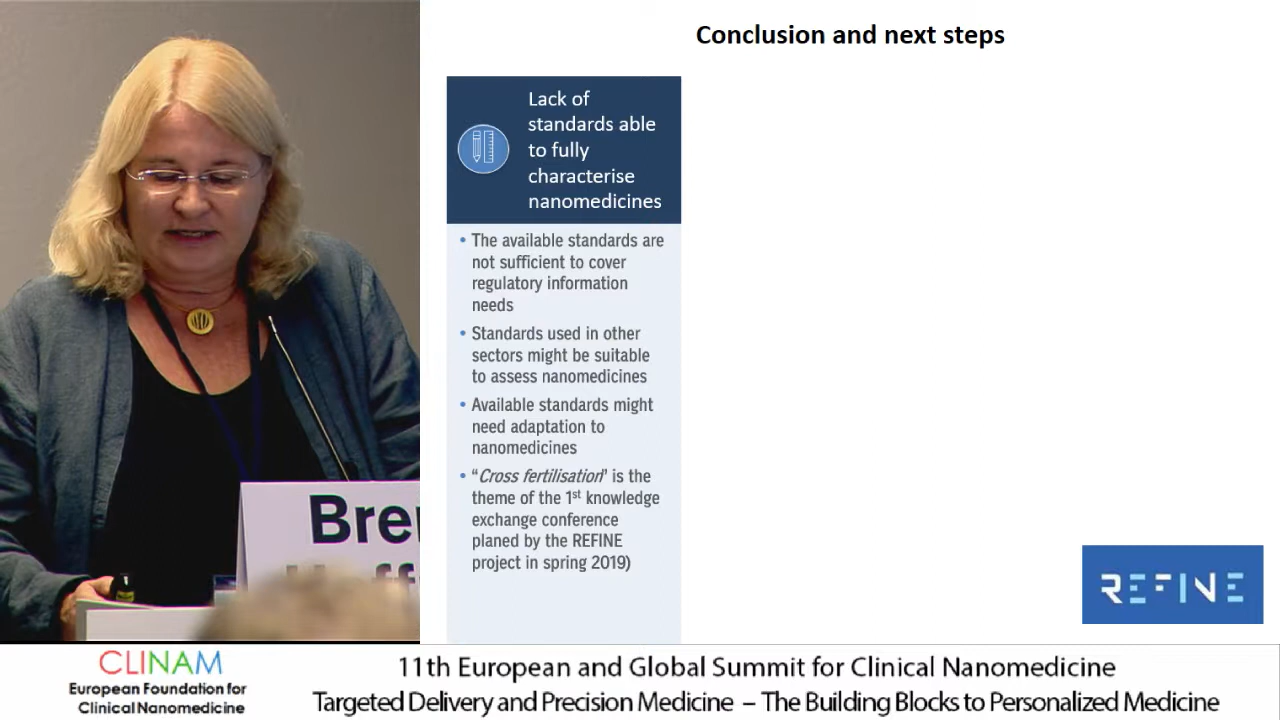 Conclusion and next steps
Lack of
standards able
to fully
characterise
nanomedicines
• The available standards are
not sufficient to cover
regulatory information
needs
• Standards used in other
sectors might be suitable
to assess nanomedicines
• Available standards might
need adaptation to
nanomedicines
• “Cross fertilisation’ is the
theme of the 1st knowledge
exchange conference
planed by the REFINE
project in spring 2019)
Bre
REFINE
CLINAM
European Foundation for
Clinical Nanomedicine
11th European and Global Summit for Clinical Nanomedicine
Targeted Delivery and Precision Medicine – The Building Blocks to Personalized Medicine